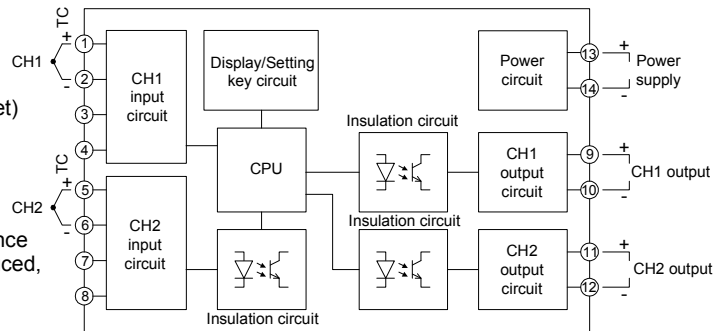 TC
+
1
CH1
2
-
3
4
et)
CH1
input
circuit
Display/Setting
key circuit
CPU
Power
circuit
13
+
14
-
Power
supply
Insulation circuit
CH1
output
circuit
9
+
10
-
CH1 output
TC
+
5
CH2
6
-
7
8
nce
ced,
CH2
input
circuit
Insulation circuit
Insulation circuit
CH2
output
circuit
11
+
12
-
CH2 output